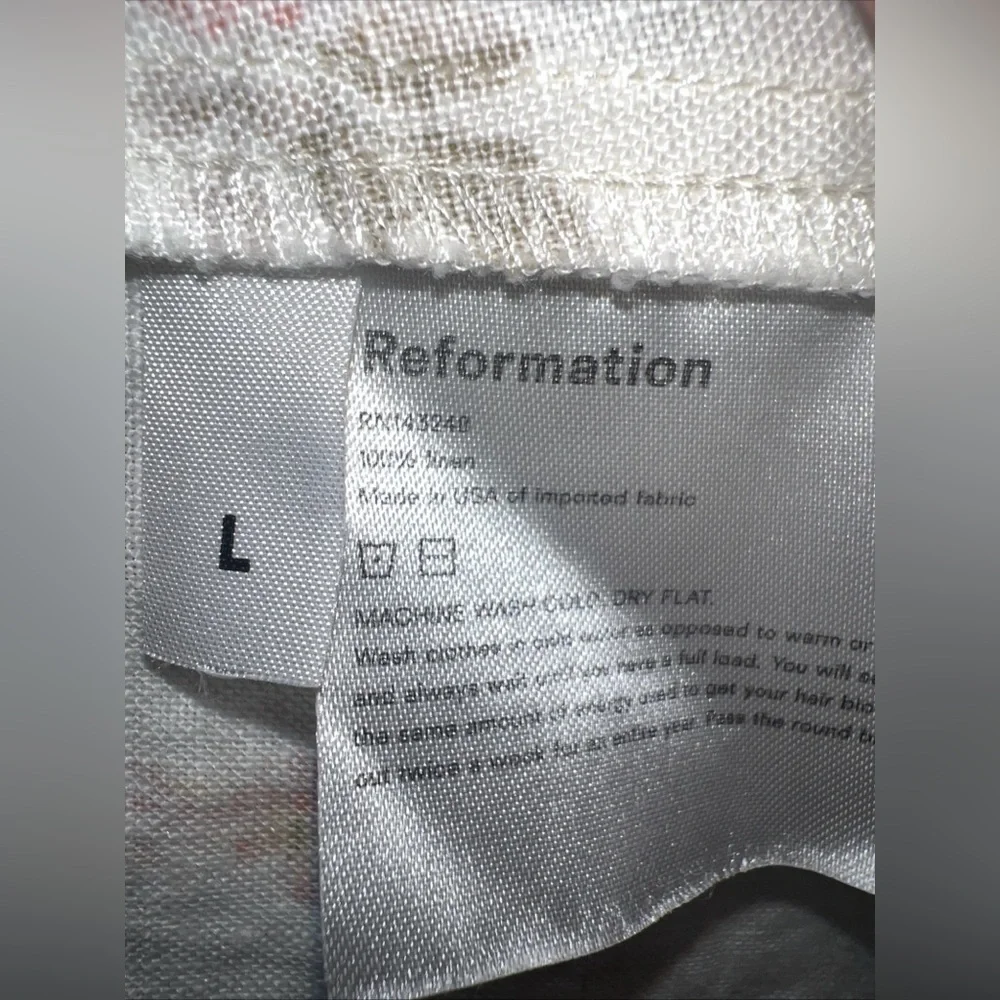 L
Reformation
RN143240
100% linen
Made in USA of imported fabric
MACHINE WASH COLD. DRY FLAT.
Wash clothes in cold water as opposed to warm or
and always wait until you have a full load. You will
the same amount of energy used to get your hair
out twice a week for an entire year. Pass the round